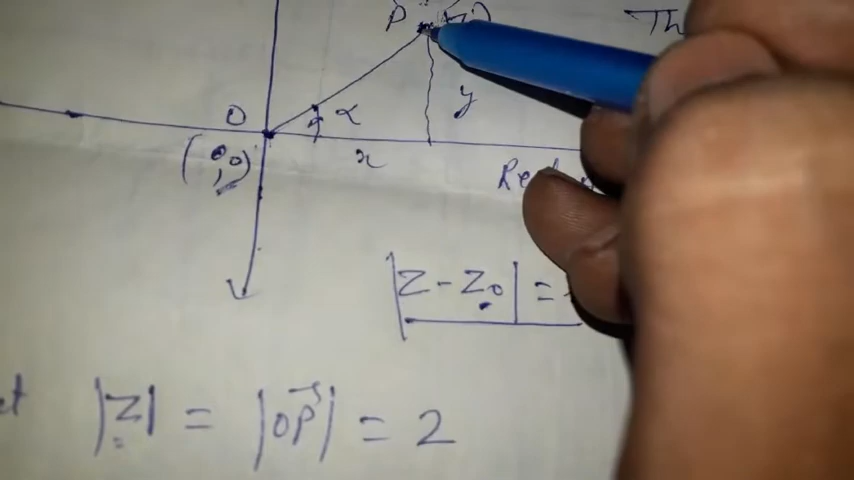 P
Th
O
α
y
(0,0)
x
|Z - Z₀| =
|Z| = |OP| = 2